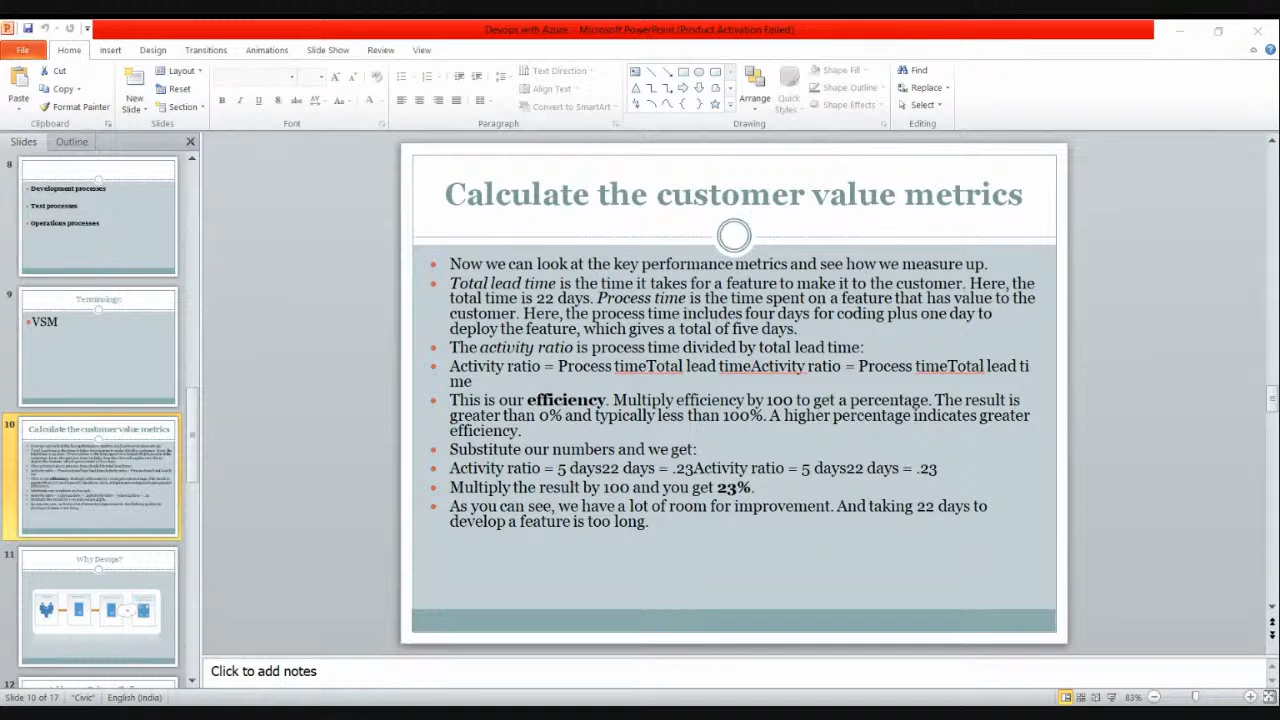 Devops with Azure. - Microsoft PowerPoint (Product Activation Failed)
File Home Insert Design Transitions Animations Slide Show Review View
Paste
Cut
Copy
Format Painter
Clipboard
New
Slide
Layout
Reset
Section
Slides
Font
Text Direction
Align Text
Convert to SmartArt
Paragraph
Arrange
Quick
Styles
Shape Fill
Shape Outline
Shape Effects
Drawing
Find
Replace
Select
Editing
Slides Outline
8
Development processes
Test processes
Operations processes
9
Terminology
VSM
10
Calculate the customer value metrics
11
Why Devops?
12
Calculate the customer value metrics
Now we can look at the key performance metrics and see how we measure up.
Total lead time is the time it takes for a feature to make it to the customer. Here, the
total time is 22 days. Process time is the time spent on a feature that has value to the
customer. Here, the process time includes four days for coding plus one day to
deploy the feature, which gives a total of five days.
The activity ratio is process time divided by total lead time:
Activity ratio = Process timeTotal lead timeActivity ratio = Process timeTotal lead ti
me
This is our efficiency. Multiply efficiency by 100 to get a percentage. The result is
greater than 0% and typically less than 100%. A higher percentage indicates greater
efficiency.
Substitute our numbers and we get:
Activity ratio = 5 days22 days = .23Activity ratio = 5 days22 days = .23
Multiply the result by 100 and you get 23%.
As you can see, we have a lot of room for improvement. And taking 22 days to
develop a feature is too long.
Click to add notes
Slide 10 of 17 "Civic" English (India) 83%